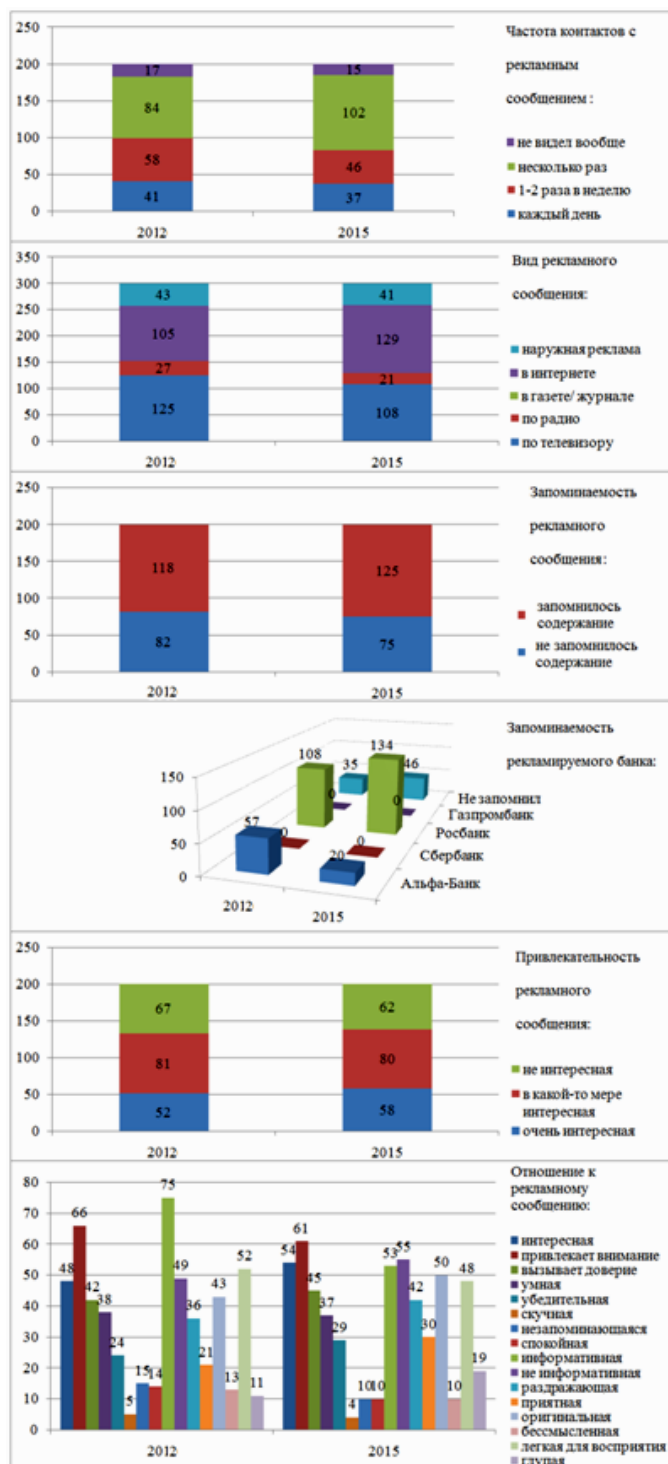 250
200
150
100
50
0
17
84
58
41
15
102
46
37
2012
2015
Частота контактов с
рекламным
сообщением :
не видел вообще
несколько раз
1-2 раза в неделю
каждый день
350
300
250
200
150
100
50
0
43
105
27
125
41
129
21
108
2012
2015
Вид рекламного
сообщения:
наружная реклама
в интернете
в газете/ журнале
по радио
по телевизору
250
200
150
100
50
0
118
82
125
75
2012
2015
Запоминаемость
рекламного
сообщения:
запомнилось
содержание
не запомнилось
содержание
150
100
50
0
57
0
108
0
35
20
0
134
0
46
2012
2015
Запоминаемость
рекламируемого банка:
Не запомнил
Газпромбанк
Росбанк
Сбербанк
Альфа-Банк
250
200
150
100
50
0
67
81
52
62
80
58
2012
2015
Привлекательность
рекламного
сообщения:
не интересная
в какой-то мере
интересная
очень интересная
80
70
60
50
40
30
20
10
0
48
66
42
38
24
5
15
14
75
49
36
21
43
13
52
11
54
61
45
37
29
4
10
10
53
55
42
30
50
10
48
19
2012
2015
Отношение к
рекламному
сообщению:
интересная
привлекает внимание
вызывает доверие
умная
убедительная
скучная
незапоминающаяся
спокойная
информативная
не информативная
раздражающая
приятная
оригинальная
бессмысленная
легкая для восприятия
глупая